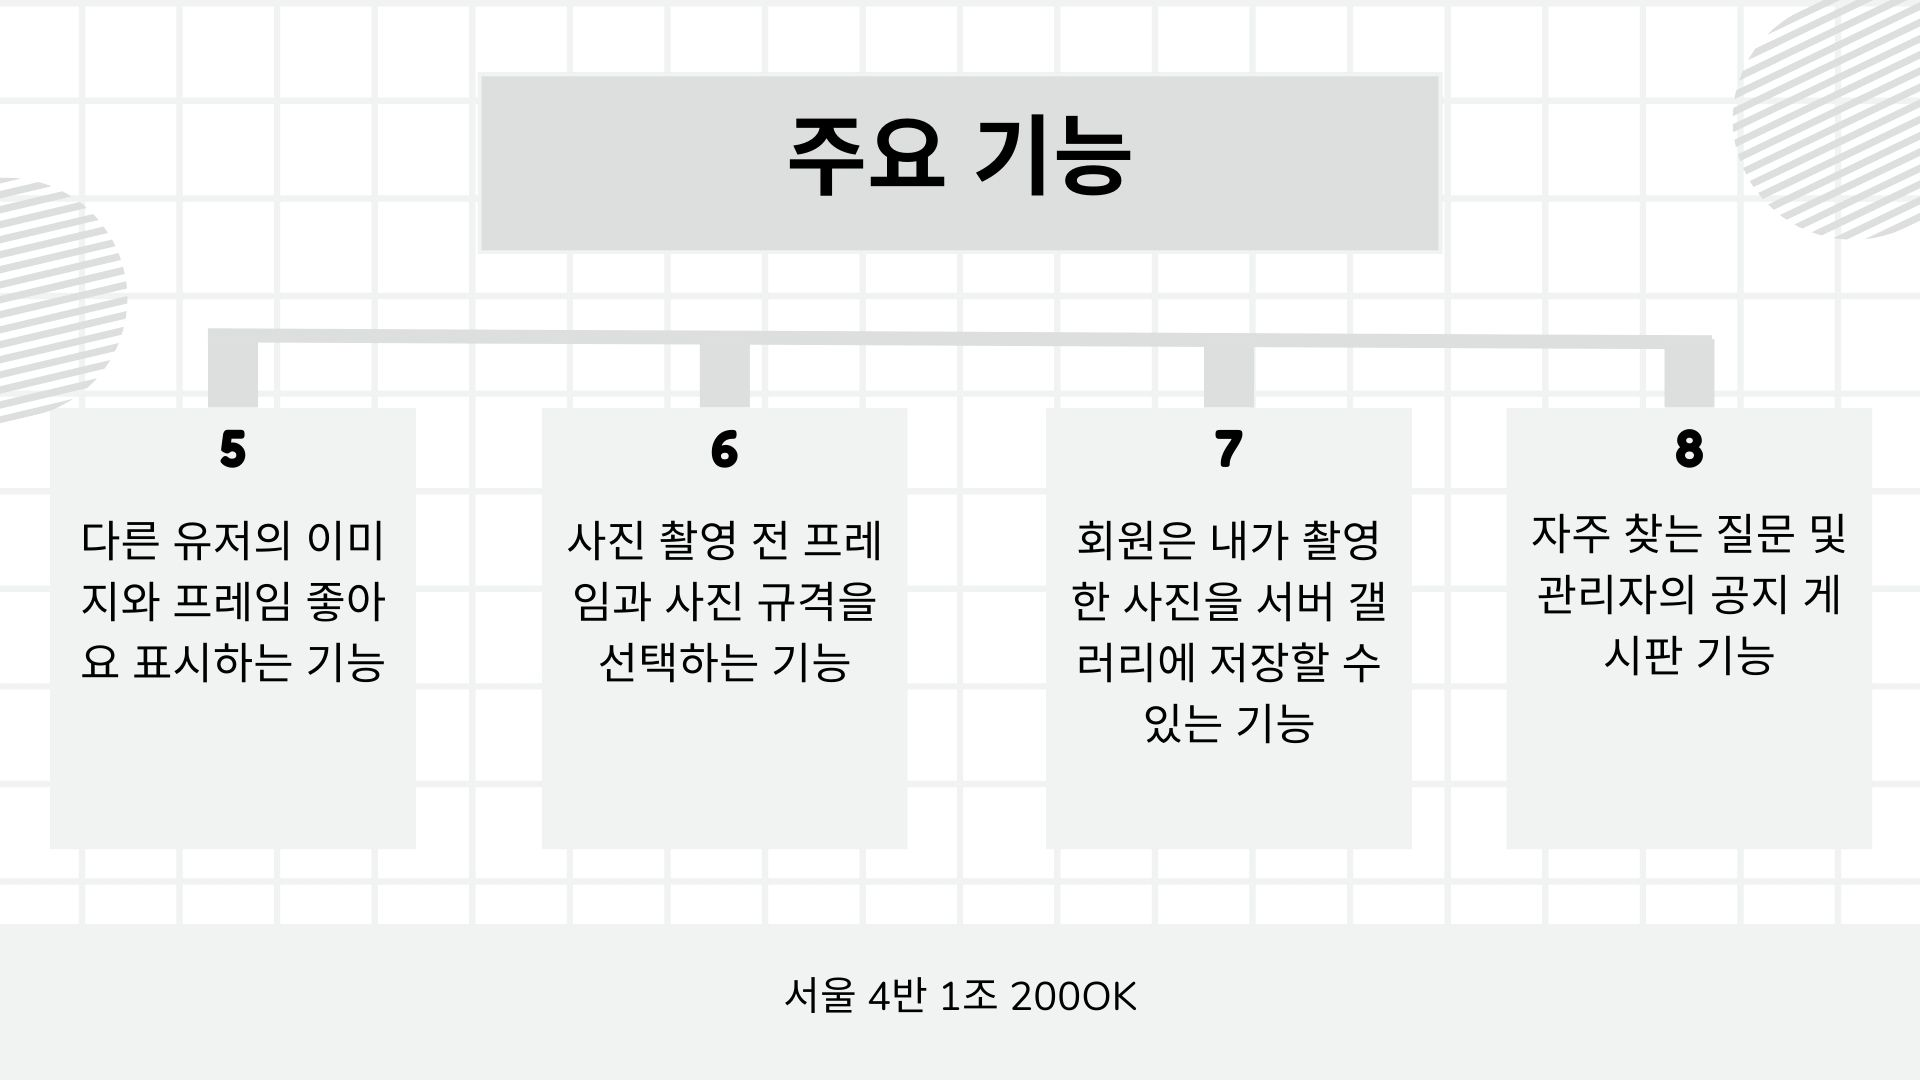 주요 기능
5
다른 유저의 이미
지와 프레임 좋아
요 표시하는 기능
6
사진 촬영 전 프레
임과 사진 규격을
선택하는 기능
7
회원은 내가 촬영
한 사진을 서버 갤
러리에 저장할 수
있는 기능
8
자주 찾는 질문 및
관리자의 공지 게
시판 기능
서울 4반 1조 200OK